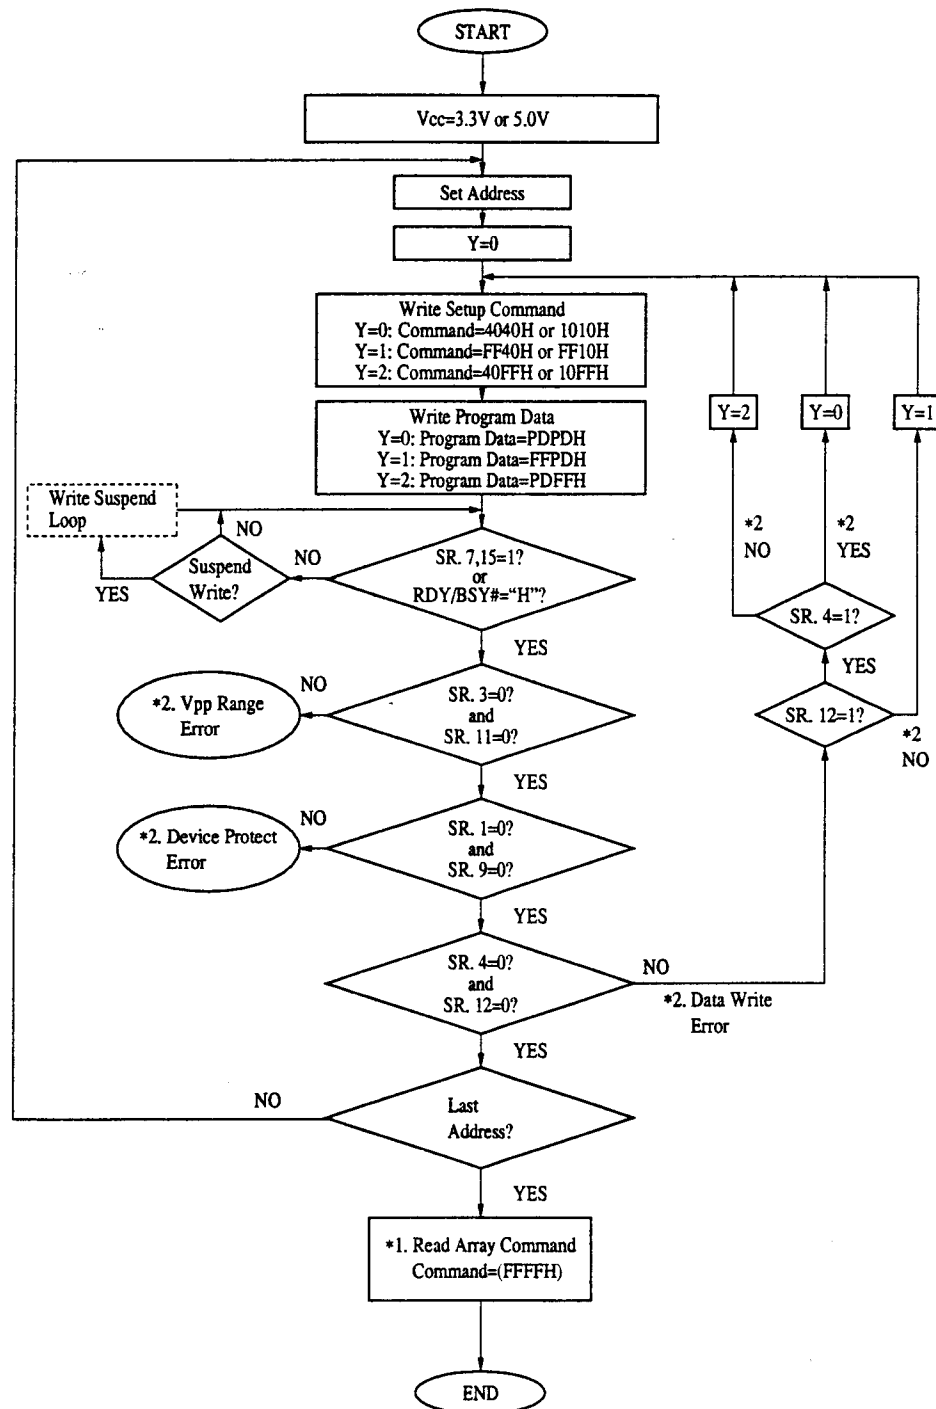 START
Vcc=3.3V or 5.0V
Set Address
Y=0
Write Setup Command
Y=0: Command=4040H or 1010H
Y=1: Command=FF40H or FF10H
Y=2: Command=40FFH or 10FFH
Y=2
Y=0
Y=1
Write Program Data
Y=0: Program Data=PDPDH
Y=1: Program Data=FFPDH
Y=2: Program Data=PDFFH
Write Suspend
Loop
NO
YES
Suspend
Write?
NO
SR. 7,15=1?
or
RDY/BSY#="H"?
YES
*2
NO
*2
YES
SR. 4=1?
YES
SR. 12=1?
*2
NO
NO
*2. Vpp Range
Error
SR. 3=0?
and
SR. 11=0?
YES
NO
*2. Device Protect
Error
SR. 1=0?
and
SR. 9=0?
YES
SR. 4=0?
and
SR. 12=0?
NO
*2. Data Write
Error
YES
NO
Last
Address?
YES
*1. Read Array Command
Command=(FFFFH)
END